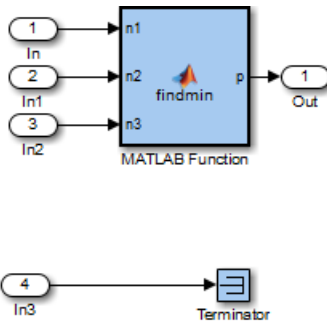 1
In
n1
2
In1
n2
findmin
p
1
Out
3
In2
n3
MATLAB Function
4
In3
Terminator